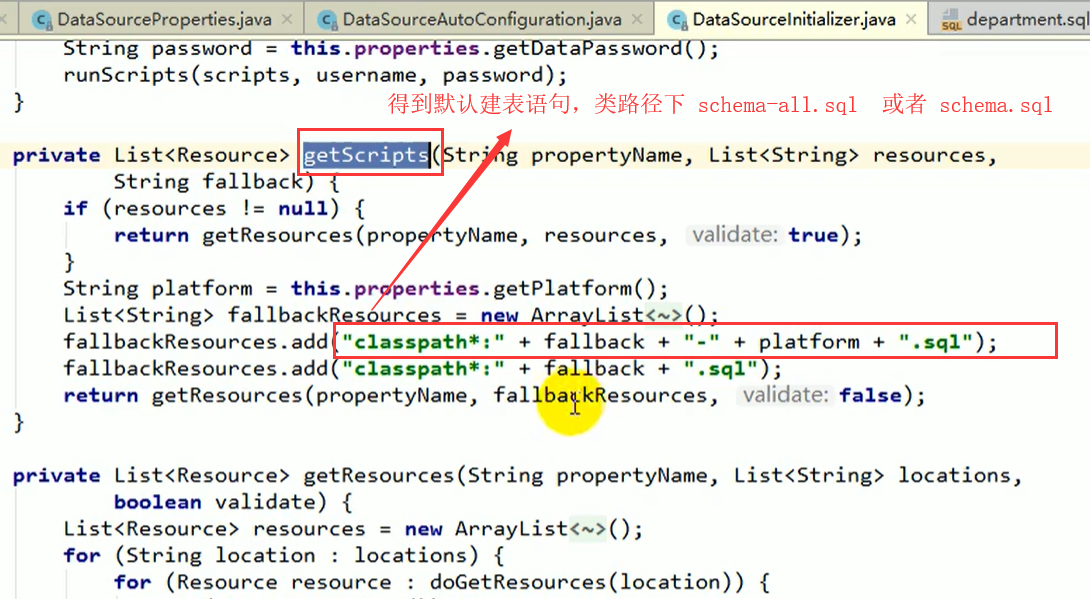 DataSourceProperties.java × DataSourceAutoConfiguration.java × DataSourceInitializer.java × department.sql
String password = this.properties.getDataPassword();
runScripts(scripts, username, password);
}
得到默认建表语句，类路径下 schema-all.sql 或者 schema.sql
private List<Resource> getScripts(String propertyName, List<String> resources,
String fallback) {
if (resources != null) {
return getResources(propertyName, resources, validate: true);
}
String platform = this.properties.getPlatform();
List<String> fallbackResources = new ArrayList<~>();
fallbackResources.add("classpath*:" + fallback + "-" + platform + ".sql");
fallbackResources.add("classpath*:" + fallback + ".sql");
return getResources(propertyName, fallbackResources, validate: false);
}
private List<Resource> getResources(String propertyName, List<String> locations,
boolean validate) {
List<Resource> resources = new ArrayList<~>();
for (String location : locations) {
for (Resource resource : doGetResources(location)) {